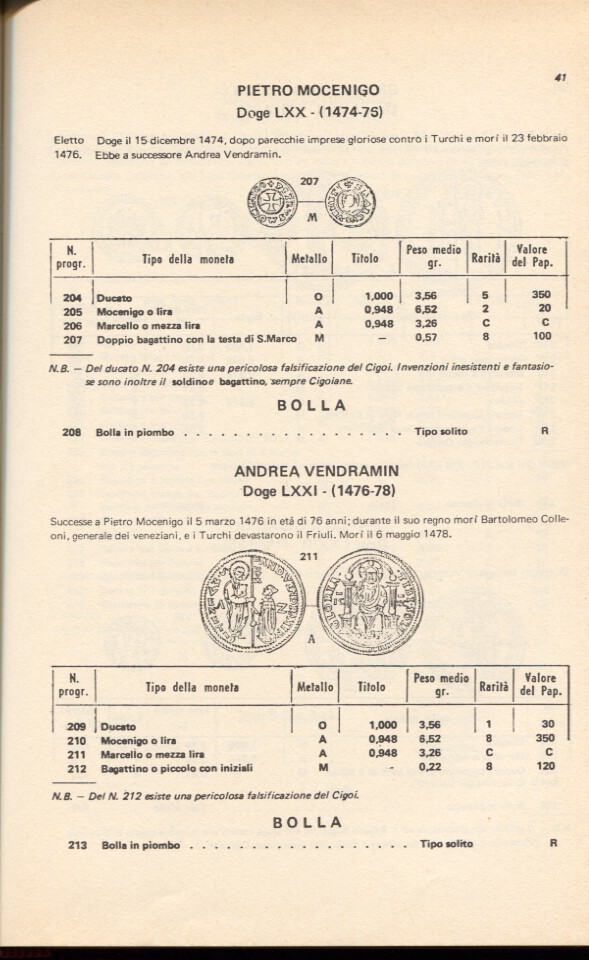 41
PIETRO MOCENIGO
Doge LXX - (1474-76)
Eletto Doge il 15 dicembre 1474, dopo parecchie imprese gloriose contro i Turchi e morì il 23 febbraio
1476. Ebbe a successore Andrea Vendramin.
207
M
N. progr. Tipo della moneta Metallo Titolo Peso medio gr. Rarità Valore del Pap.
204 Ducato O 1,000 3,56 5 350
205 Mocenigo o lira A 0,948 6,52 2 20
206 Marcello o mezza lira A 0,948 3,26 C C
207 Doppio bagattino con la testa di S.Marco M — 0,57 8 100
N.B. — Del ducato N. 204 esiste una pericolosa falsificazione del Cigoi. Invenzioni inesistenti e fantasio-
se sono inoltre il soldino e bagattino, sempre Cigoiane.
BOLLA
208 Bolla in piombo . . . . . . . . . . . . . . . . . . Tipo solito R
ANDREA VENDRAMIN
Doge LXXI - (1476-78)
Successe a Pietro Mocenigo il 5 marzo 1476 in età di 76 anni; durante il suo regno morì Bartolomeo Colle-
oni, generale dei veneziani, e i Turchi devastarono il Friuli. Morì il 6 maggio 1478.
211
A
N. progr. Tipo della moneta Metallo Titolo Peso medio gr. Rarità Valore del Pap.
209 Ducato O 1,000 3,56 1 30
210 Mocenigo o lira A 0,948 6,52 8 350
211 Marcello o mezza lira A 0,948 3,26 C C
212 Bagattino o piccolo con iniziali M - 0,22 8 120
N.B. — Del N. 212 esiste una pericolosa falsificazione del Cigoi.
BOLLA
213 Bolla in piombo . . . . . . . . . . . . . . . . . . Tipo solito R